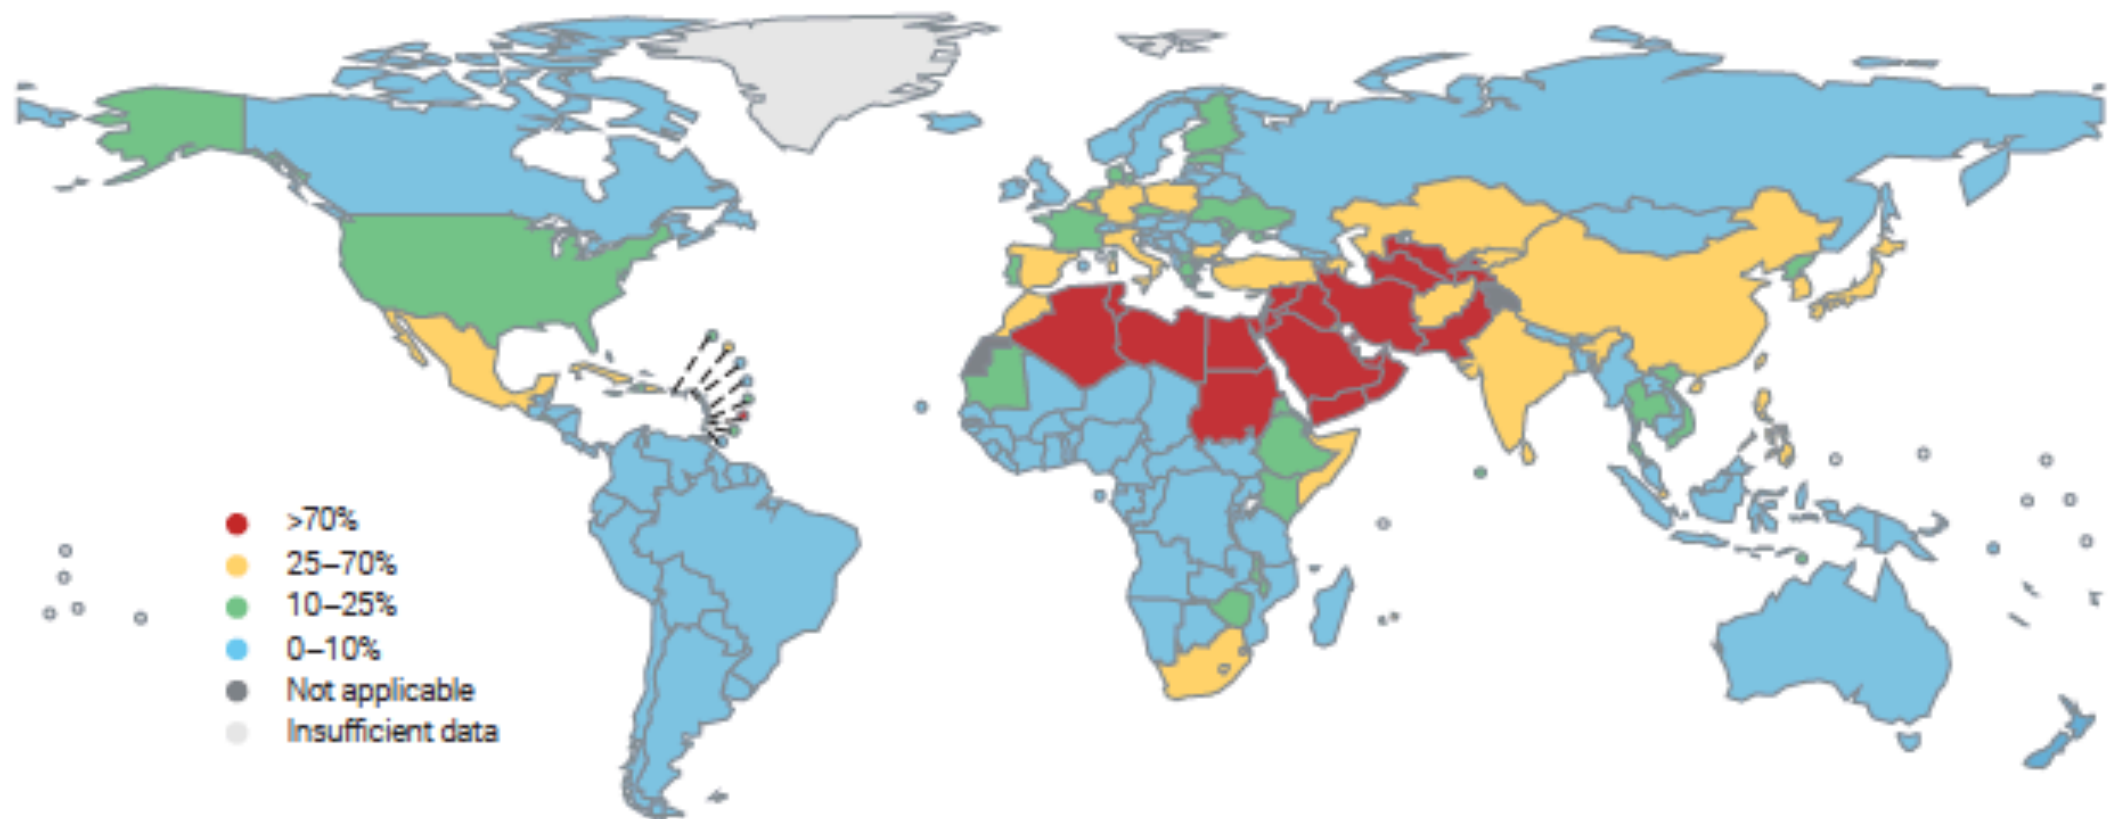 >70%
25–70%
10–25%
0–10%
Not applicable
Insufficient data